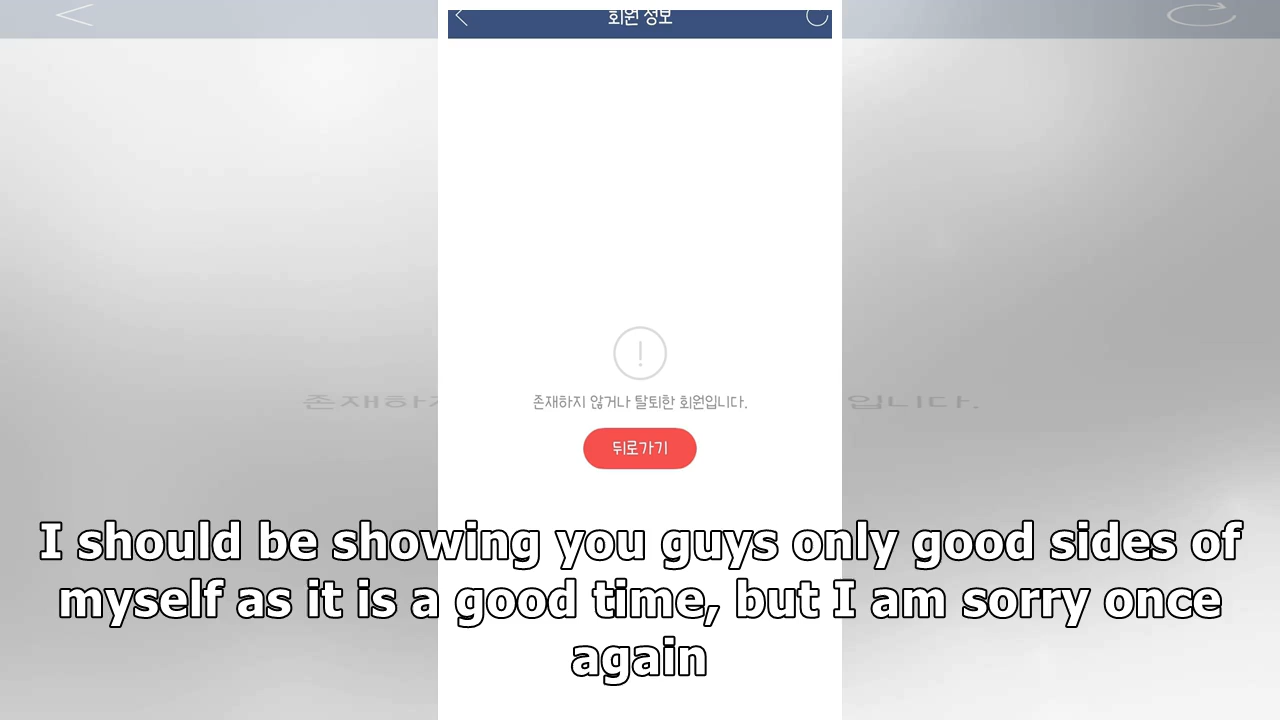 회원 정보
존재하지 않거나 탈퇴한 회원입니다.
뒤로가기
I should be showing you guys only good sides of
myself as it is a good time, but I am sorry once
again